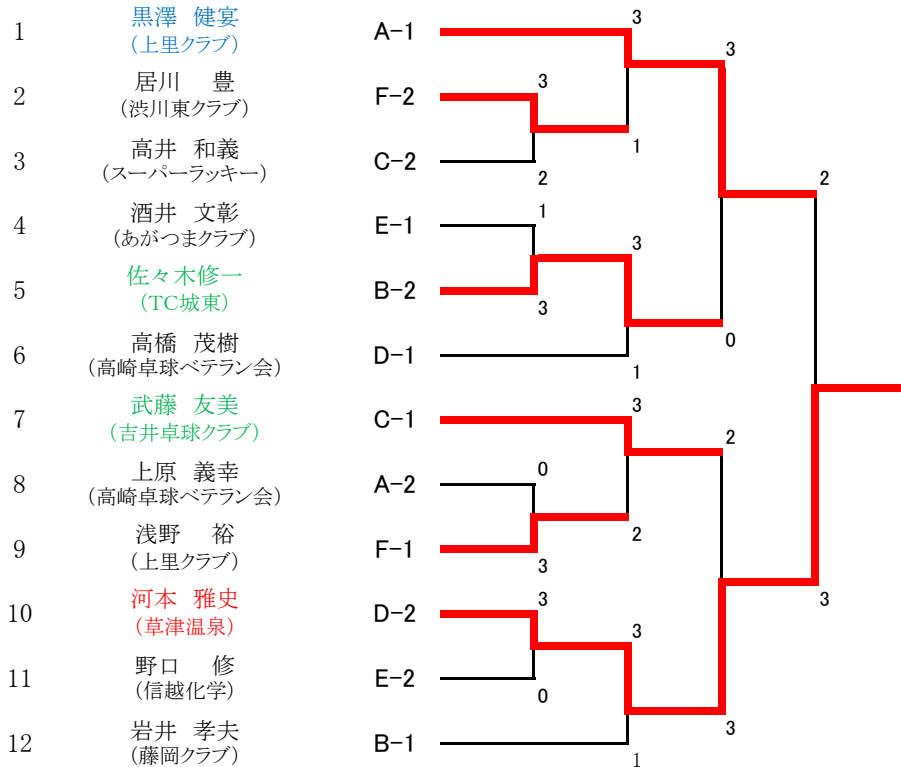 1 黒澤 健宴 A-1 3
(上里クラブ) 3
2 居川 豊 F-2 3
(渋川東クラブ)
3 高井 和義 C-2 2 1
(スーパーラッキー) 2
4 酒井 文彰 E-1 1 3
(あがつまクラブ)
5 佐々木修一 B-2 3
(TC城東)
6 高橋 茂樹 D-1 1 0
(高崎卓球ベテラン会)
7 武藤 友美 C-1 3 2
(吉井卓球クラブ)
8 上原 義幸 A-2 0
(高崎卓球ベテラン会)
9 浅野 裕 F-1 3 2
(上里クラブ)
10 河本 雅史 D-2 3 3 3
(草津温泉)
11 野口 修 E-2 0
(信越化学)
12 岩井 孝夫 B-1 1 3
(藤岡クラブ)